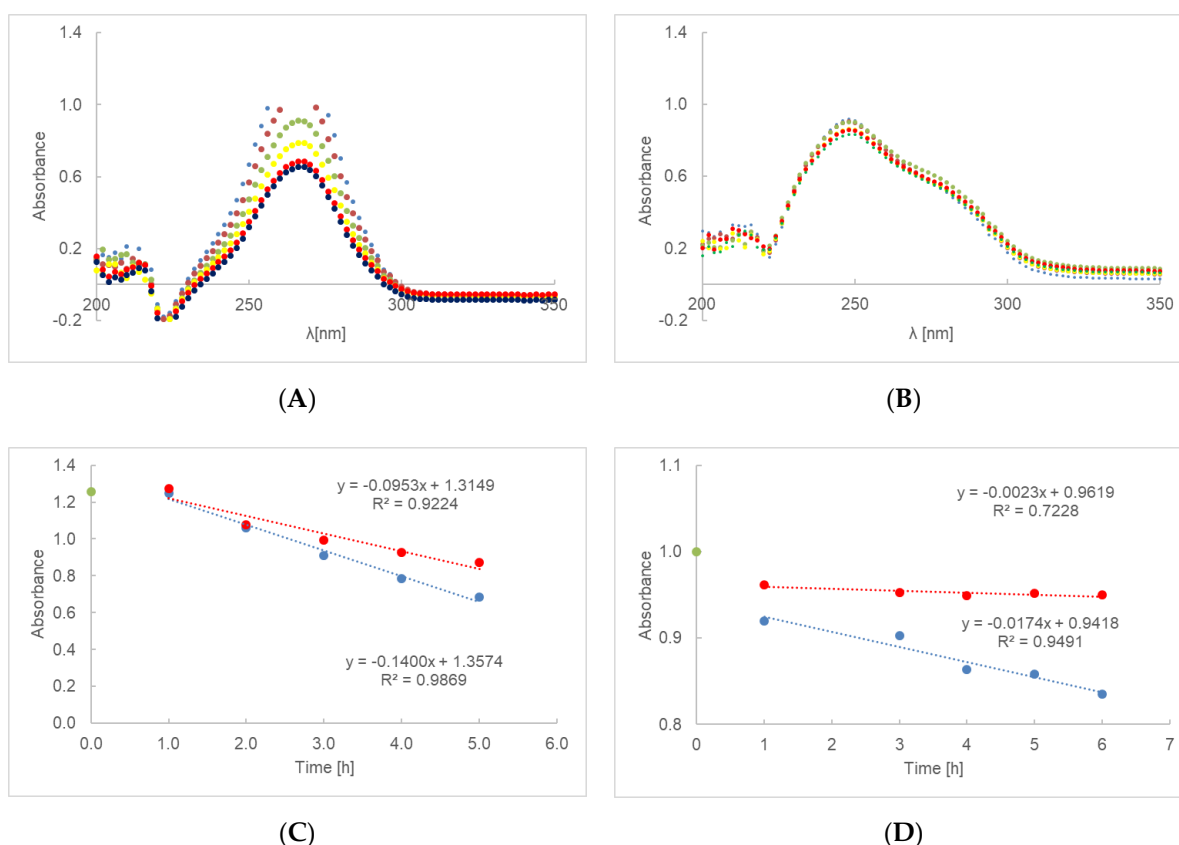 1.4
1.0
0.6
0.2
-0.2
200
250
300
350
Absorbance
λ[nm]
(A)
1.4
1.0
0.6
0.2
-0.2
200
250
300
350
Absorbance
λ [nm]
(B)
1.4
1.2
1.0
0.8
0.6
0.4
0.2
0.0
0.0
1.0
2.0
3.0
4.0
5.0
6.0
Absorbance
Time [h]
y = -0.0953x + 1.3149
R² = 0.9224
y = -0.1400x + 1.3574
R² = 0.9869
(C)
1.1
1.0
0.9
0.8
0
1
2
3
4
5
6
7
Absorbance
Time [h]
y = -0.0023x + 0.9619
R² = 0.7228
y = -0.0174x + 0.9418
R² = 0.9491
(D)